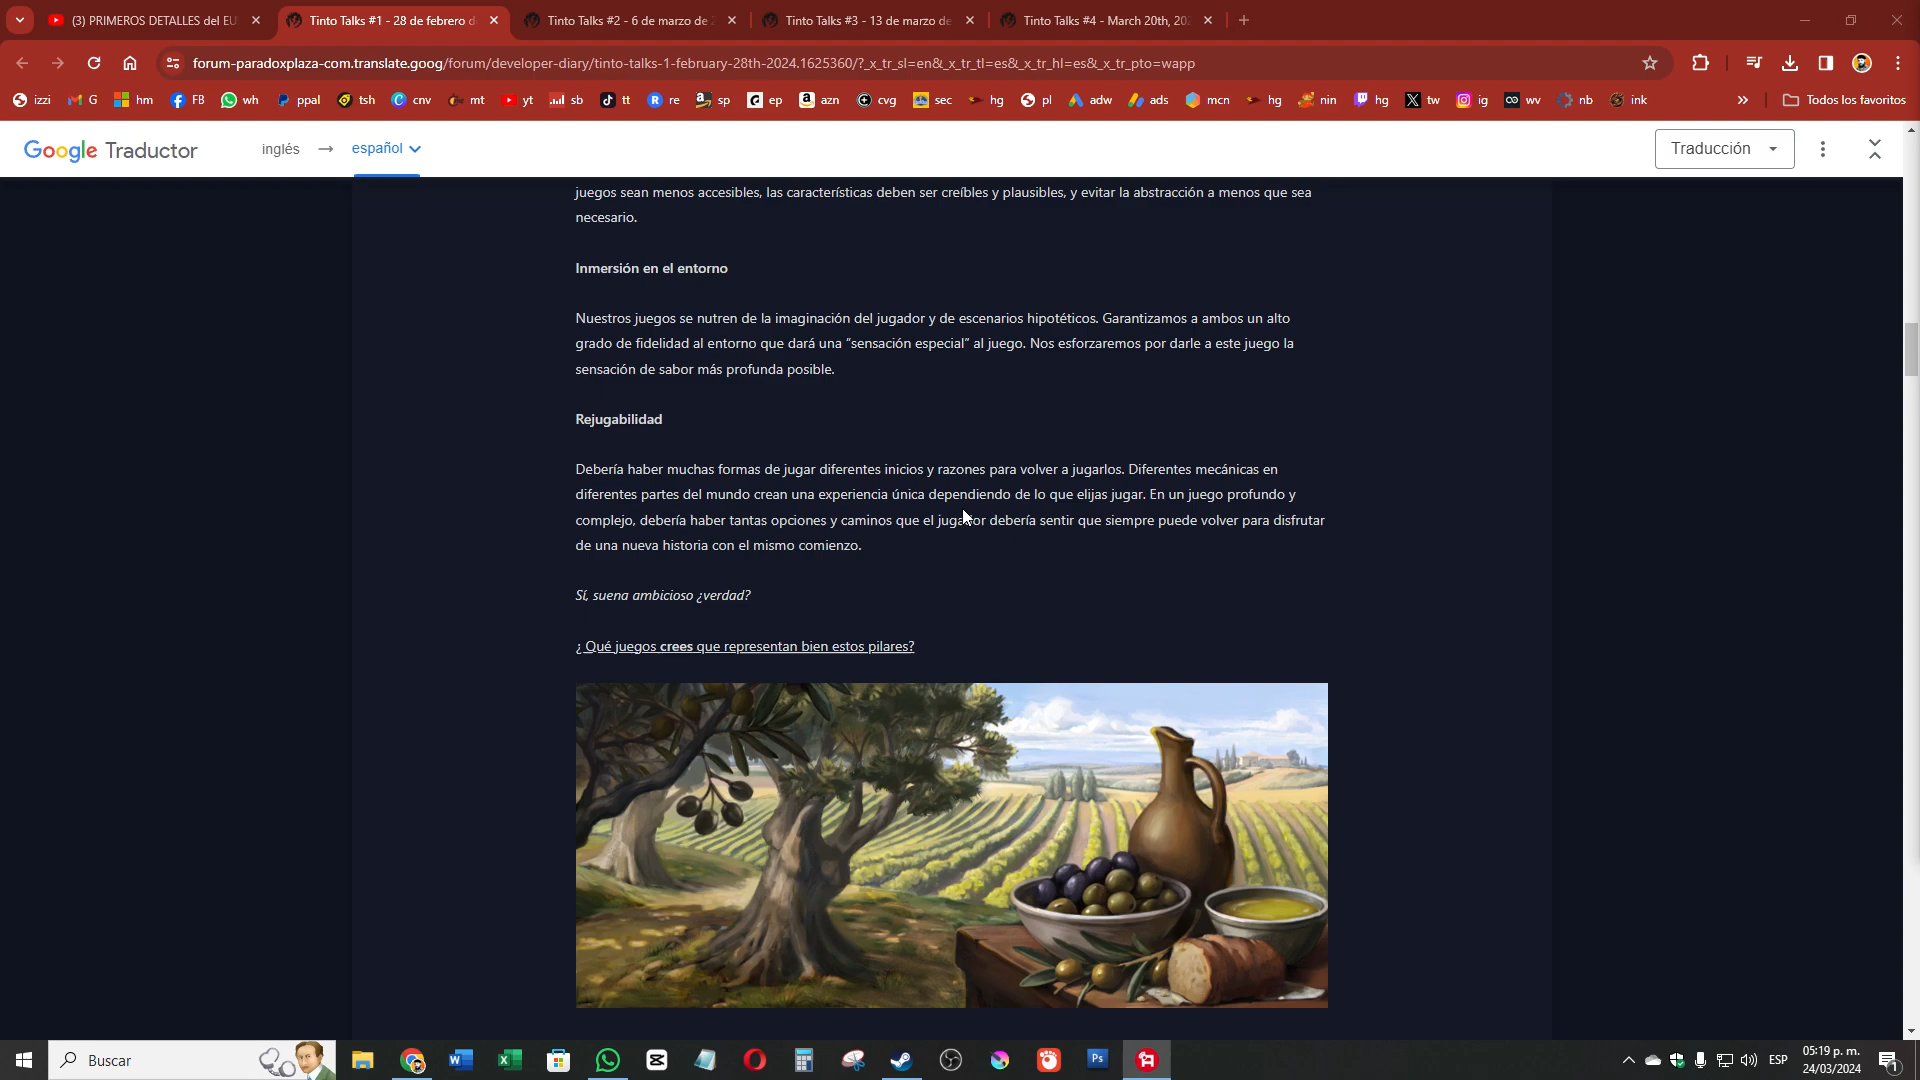 (3) PRIMEROS DETALLES del EU
Tinto Talks #1 - 28 de febrero d
Tinto Talks #2 - 6 de marzo de 2
Tinto Talks #3 - 13 de marzo de
Tinto Talks #4 - March 20th, 202
forum-paradoxplaza-com.translate.goog/forum/developer-diary/tinto-talks-1-february-28th-2024.1625360/?_x_tr_sl=en&_x_tr_tl=es&_x_tr_hl=es&_x_tr_pto=wapp
izzi G hm FB wh ppal tsh cnv mt yt sb tt re sp ep azn cvg sec hg pl adw ads mcn hg nin hg tw ig wv nb ink » Todos los favoritos
Google Traductor inglés → español Traducción
juegos sean menos accesibles, las características deben ser creíbles y plausibles, y evitar la abstracción a menos que sea
necesario.
Inmersión en el entorno
Nuestros juegos se nutren de la imaginación del jugador y de escenarios hipotéticos. Garantizamos a ambos un alto
grado de fidelidad al entorno que dará una “sensación especial” al juego. Nos esforzaremos por darle a este juego la
sensación de sabor más profunda posible.
Rejugabilidad
Debería haber muchas formas de jugar diferentes inicios y razones para volver a jugarlos. Diferentes mecánicas en
diferentes partes del mundo crean una experiencia única dependiendo de lo que elijas jugar. En un juego profundo y
complejo, debería haber tantas opciones y caminos que el jugador debería sentir que siempre puede volver para disfrutar
de una nueva historia con el mismo comienzo.
Sí, suena ambicioso ¿verdad?
¿ Qué juegos crees que representan bien estos pilares?
Buscar
Ps
ESP
05:19 p. m.
24/03/2024
1